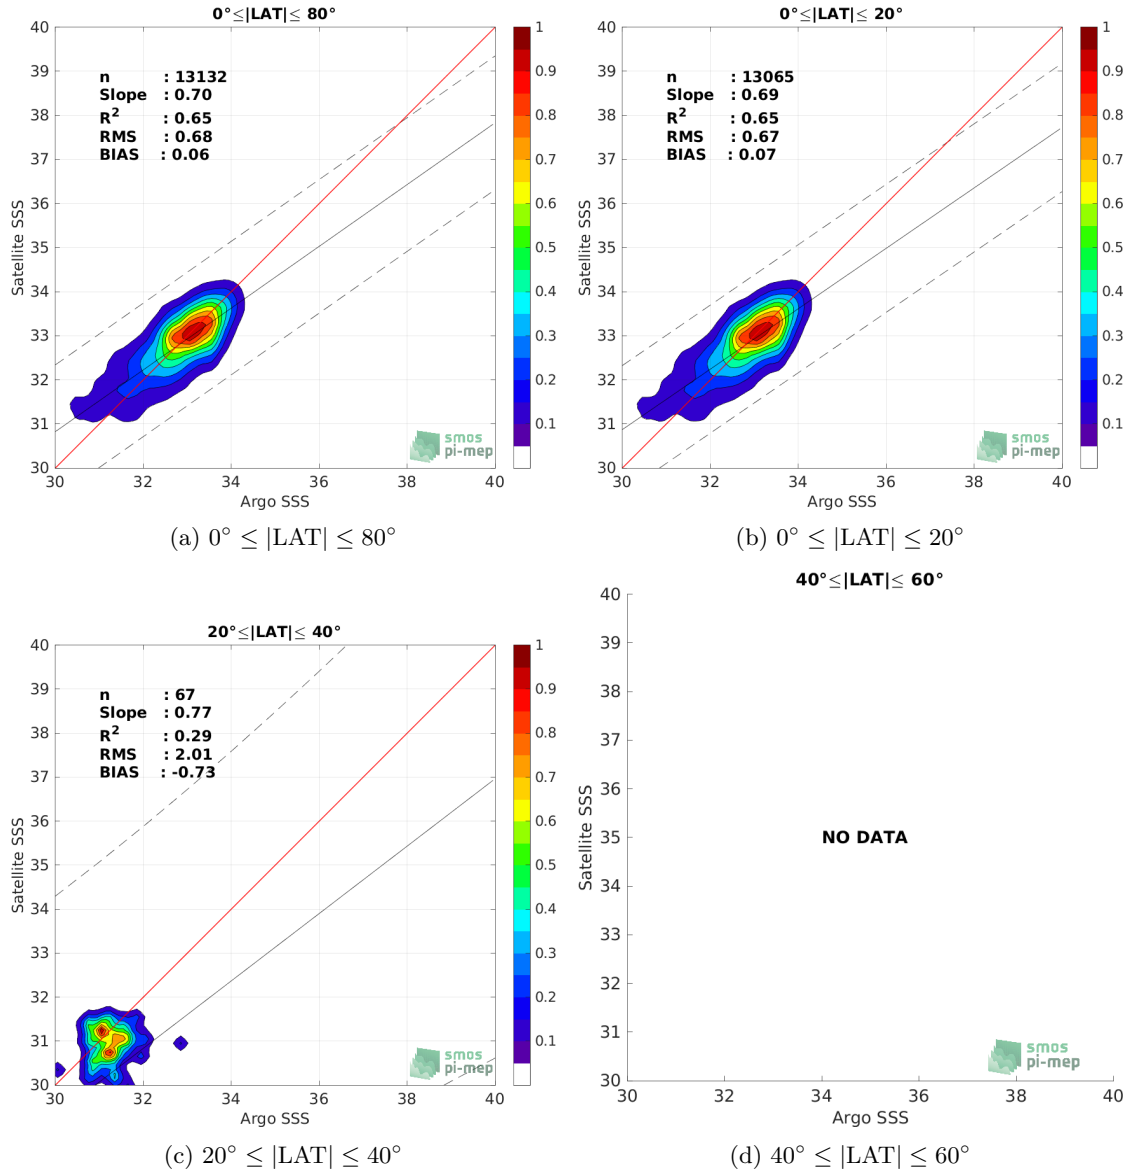 0°≤|LAT|≤ 80°
n : 13132
Slope : 0.70
R² : 0.65
RMS : 0.68
BIAS : 0.06
40
39
38
37
36
35
34
33
32
31
30
Satellite SSS
30 32 34 36 38 40
Argo SSS
1
0.9
0.8
0.7
0.6
0.5
0.4
0.3
0.2
0.1
smos
pi-mep
(a) 0° ≤ |LAT| ≤ 80°
0°≤|LAT|≤ 20°
n : 13065
Slope : 0.69
R² : 0.65
RMS : 0.67
BIAS : 0.07
40
39
38
37
36
35
34
33
32
31
30
Satellite SSS
30 32 34 36 38 40
Argo SSS
1
0.9
0.8
0.7
0.6
0.5
0.4
0.3
0.2
0.1
smos
pi-mep
(b) 0° ≤ |LAT| ≤ 20°
20°≤|LAT|≤ 40°
n : 67
Slope : 0.77
R² : 0.29
RMS : 2.01
BIAS : -0.73
40
39
38
37
36
35
34
33
32
31
30
Satellite SSS
30 32 34 36 38 40
Argo SSS
1
0.9
0.8
0.7
0.6
0.5
0.4
0.3
0.2
0.1
smos
pi-mep
(c) 20° ≤ |LAT| ≤ 40°
40°≤|LAT|≤ 60°
40
39
38
37
36
35
34
33
32
31
30
Satellite SSS
NO DATA
30 32 34 36 38 40
Argo SSS
smos
pi-mep
(d) 40° ≤ |LAT| ≤ 60°